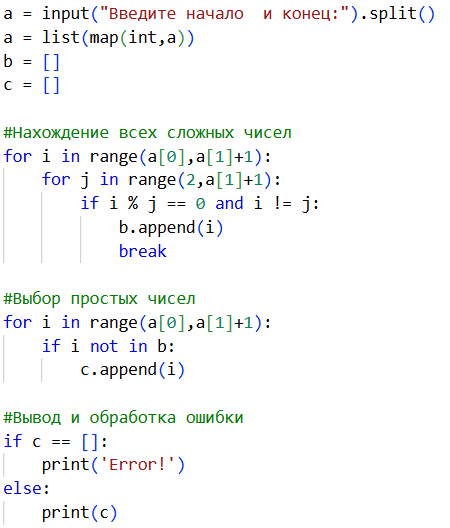 a = input("Введите начало  и конец:").split()
a = list(map(int,a))
b = []
c = []

#Нахождение всех сложных чисел
for i in range(a[0],a[1]+1):
    for j in range(2,a[1]+1):
        if i % j == 0 and i != j:
            b.append(i)
            break

#Выбор простых чисел
for i in range(a[0],a[1]+1):
    if i not in b:
        c.append(i)

#Вывод и обработка ошибки
if c == []:
    print('Error!')
else:
    print(c)